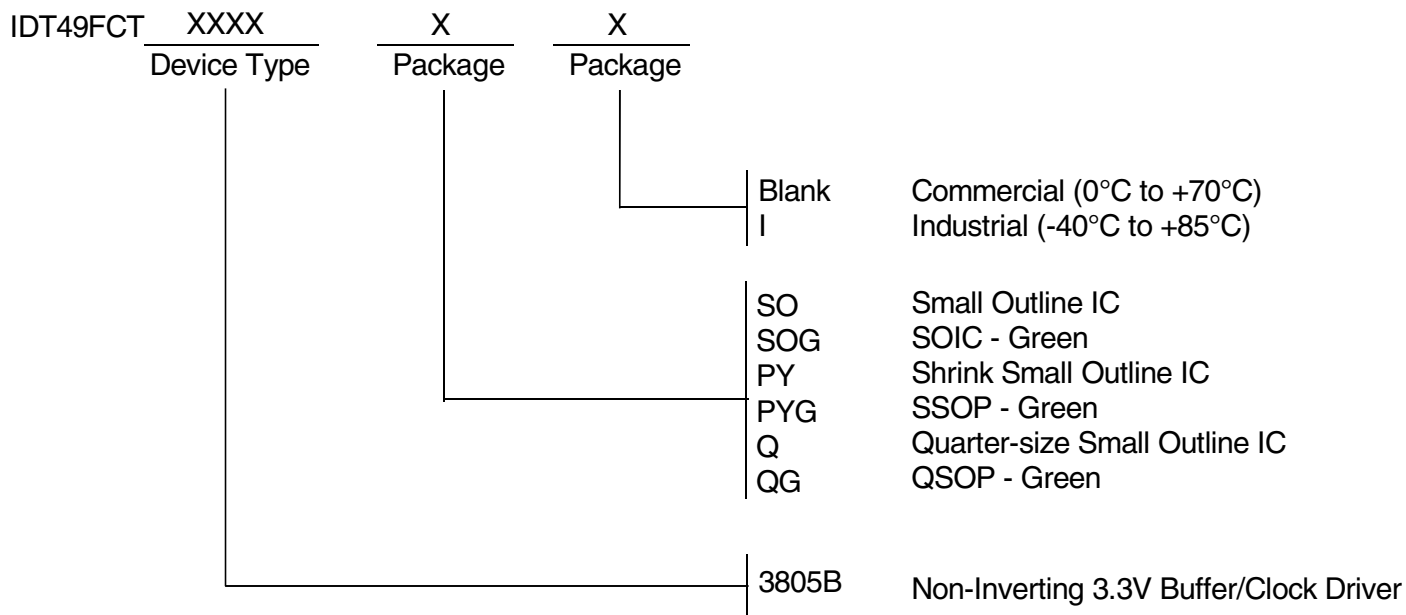 IDT49FCT XXXX X X
Device Type Package Package
Blank Commercial (0°C to +70°C)
I Industrial (-40°C to +85°C)
SO Small Outline IC
SOG SOIC - Green
PY Shrink Small Outline IC
PYG SSOP - Green
Q Quarter-size Small Outline IC
QG QSOP - Green
3805B Non-Inverting 3.3V Buffer/Clock Driver